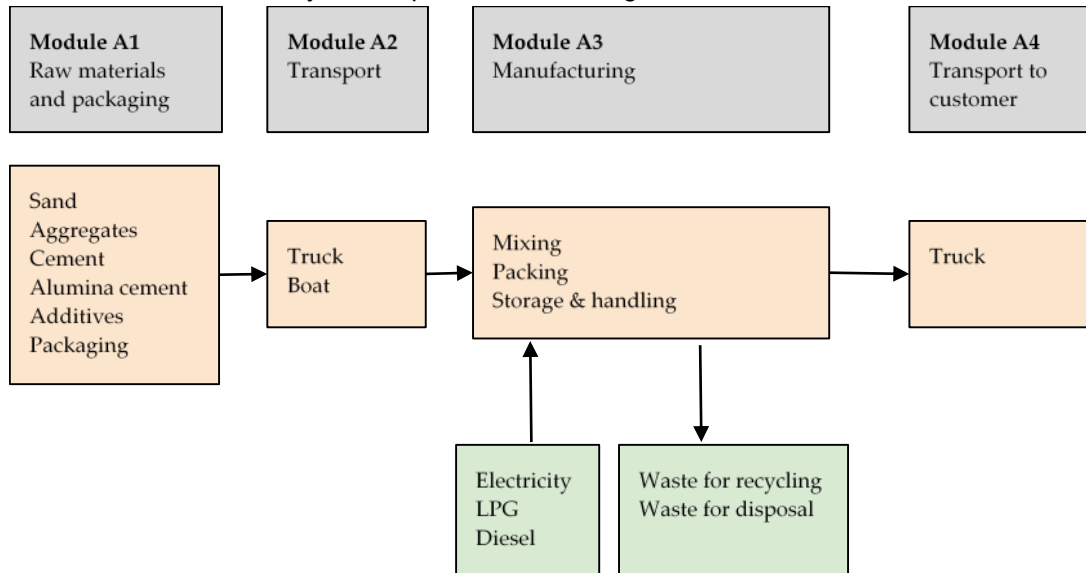 Module A1
Raw materials
and packaging
Module A2
Transport
Module A3
Manufacturing
Module A4
Transport to
customer
Sand
Aggregates
Cement
Alumina cement
Additives
Packaging
Truck
Boat
Mixing
Packing
Storage & handling
Truck
Electricity
LPG
Diesel
Waste for recycling
Waste for disposal